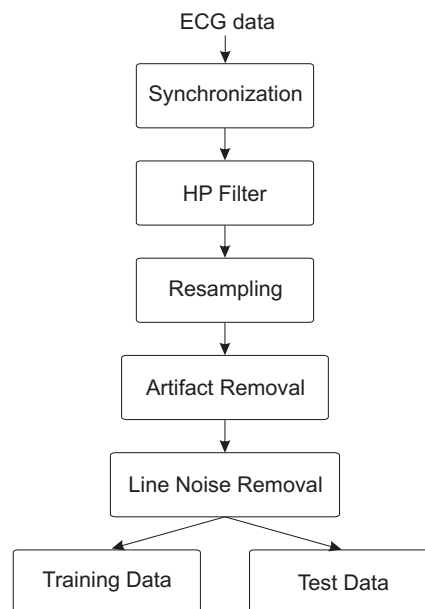 ECG data
Synchronization
HP Filter
Resampling
Artifact Removal
Line Noise Removal
Training Data
Test Data